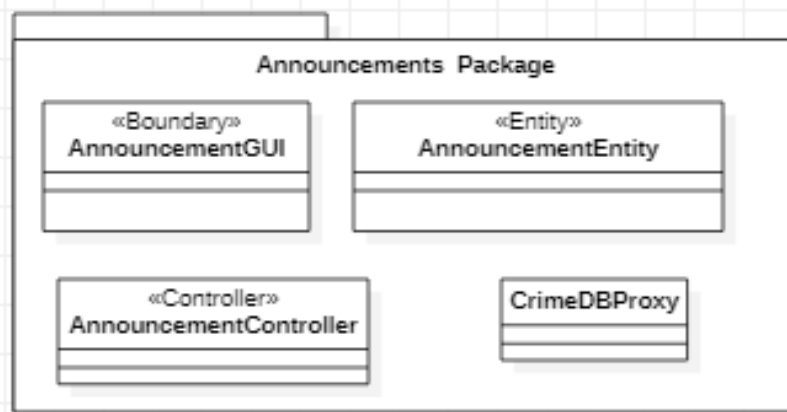 Announcements Package
«Boundary»
AnnouncementGUI
«Entity»
AnnouncementEntity
«Controller»
AnnouncementController
CrimeDBProxy